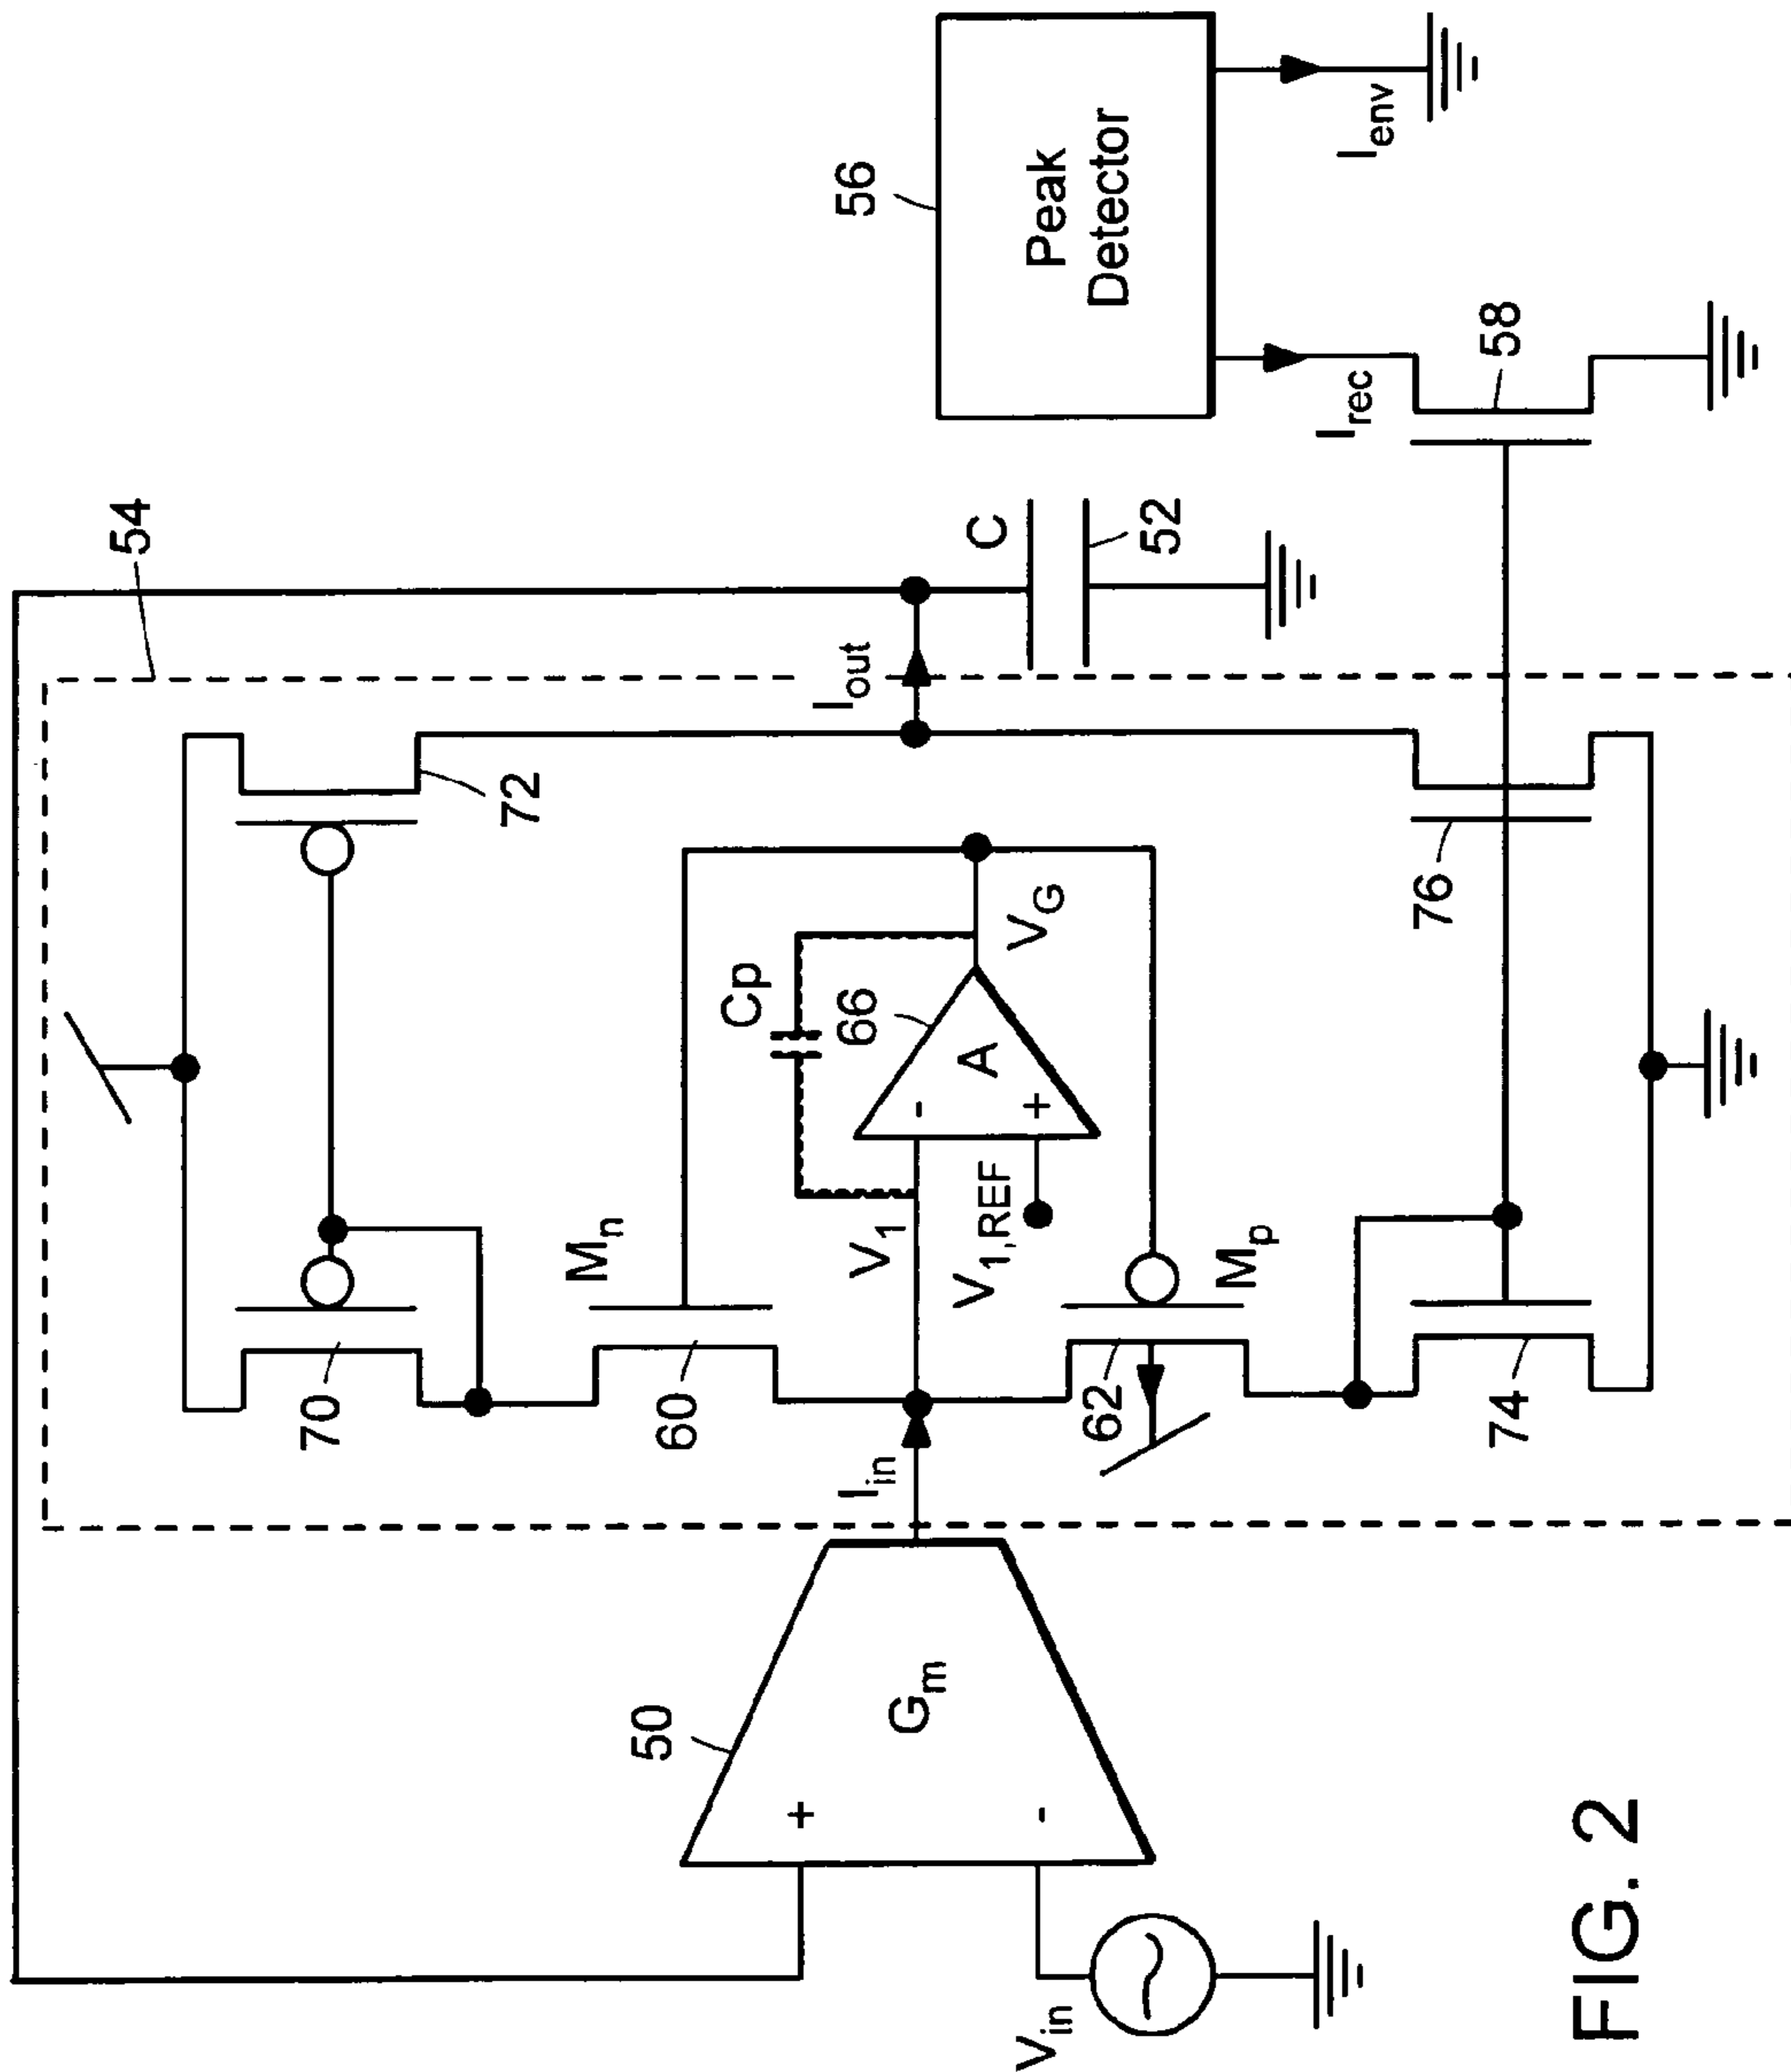 54
56
Peak
Detector
I_env
I_rec
58
C
52
I_out
72
70
M_n
60
Cp
66
A
-
+
V_G
V_1
V_1,REF
M_p
62
76
74
I_in
50
G_m
+
-
V_in
FIG. 2